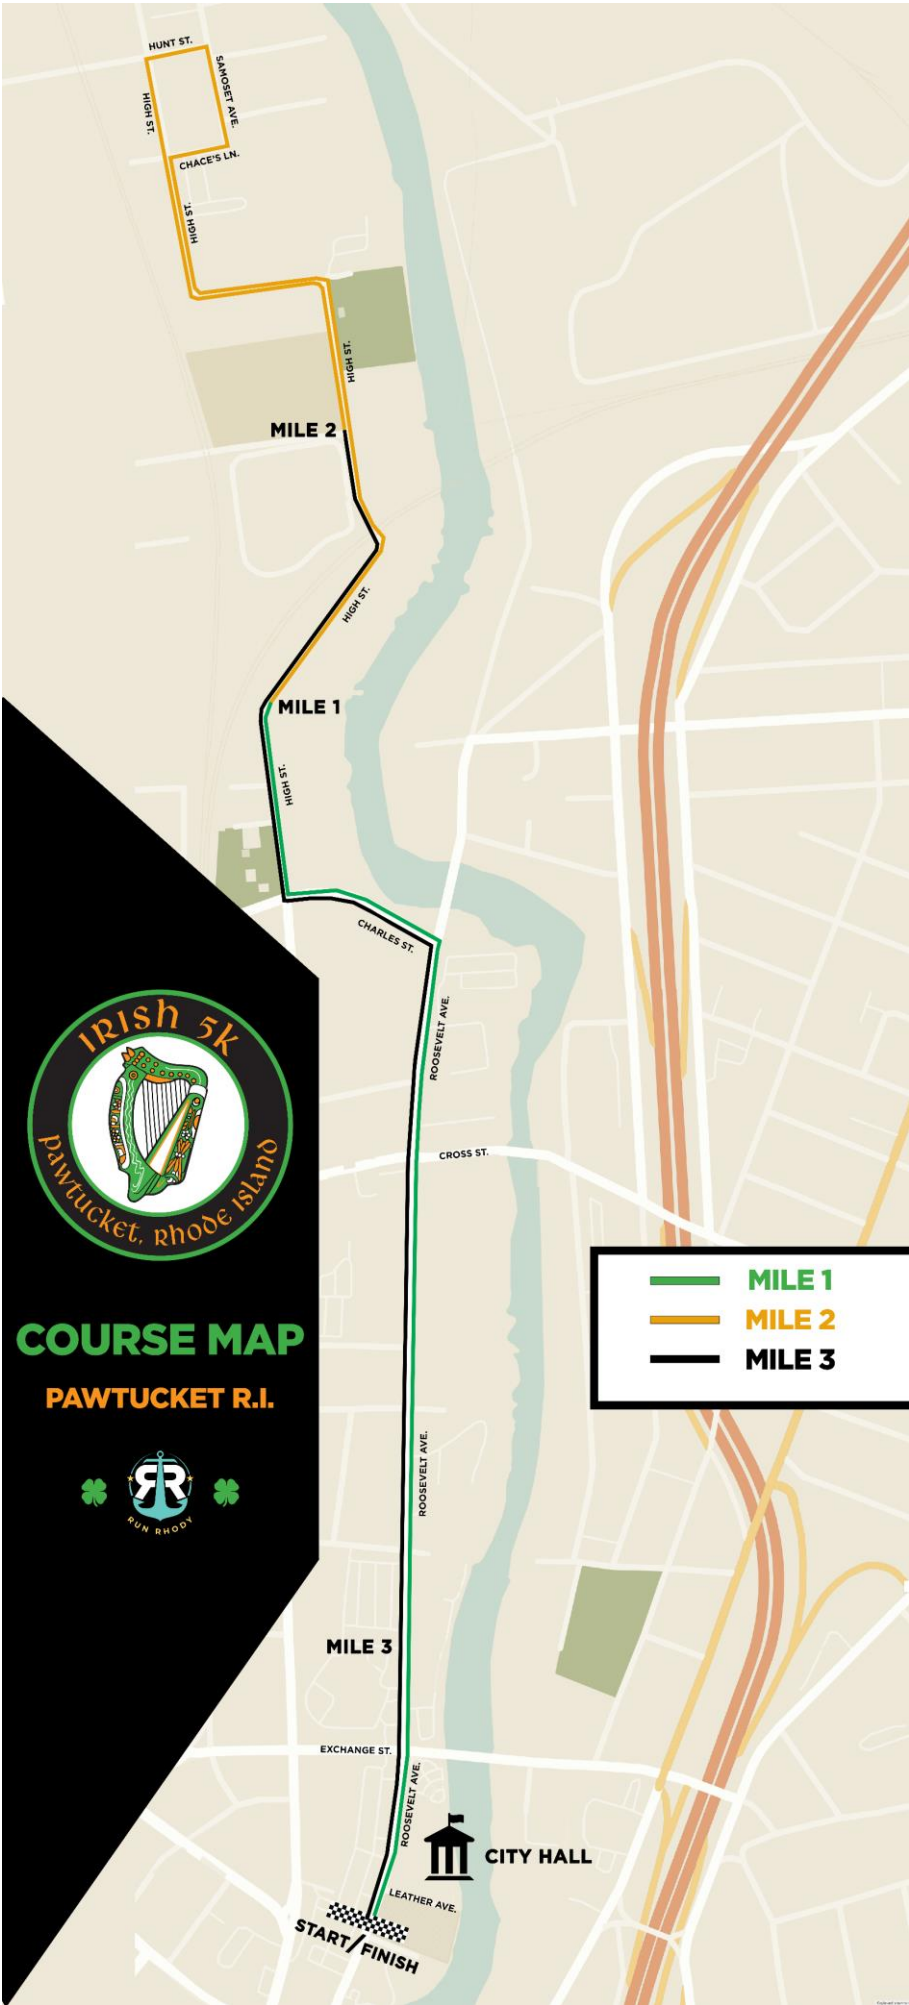 HUNT ST.
SAMOSET AVE.
HIGH ST.
CHACE'S LN.
HIGH ST.
HIGH ST.
MILE 2
HIGH ST.
MILE 1
HIGH ST.
CHARLES ST.
ROOSEVELT AVE.
CROSS ST.
IRISH 5K
PAWTUCKET, RHODE ISLAND
COURSE MAP
PAWTUCKET R.I.
RR
RUN RHODY
MILE 1
MILE 2
MILE 3
ROOSEVELT AVE.
MILE 3
EXCHANGE ST.
ROOSEVELT AVE.
CITY HALL
LEATHER AVE.
START/FINISH